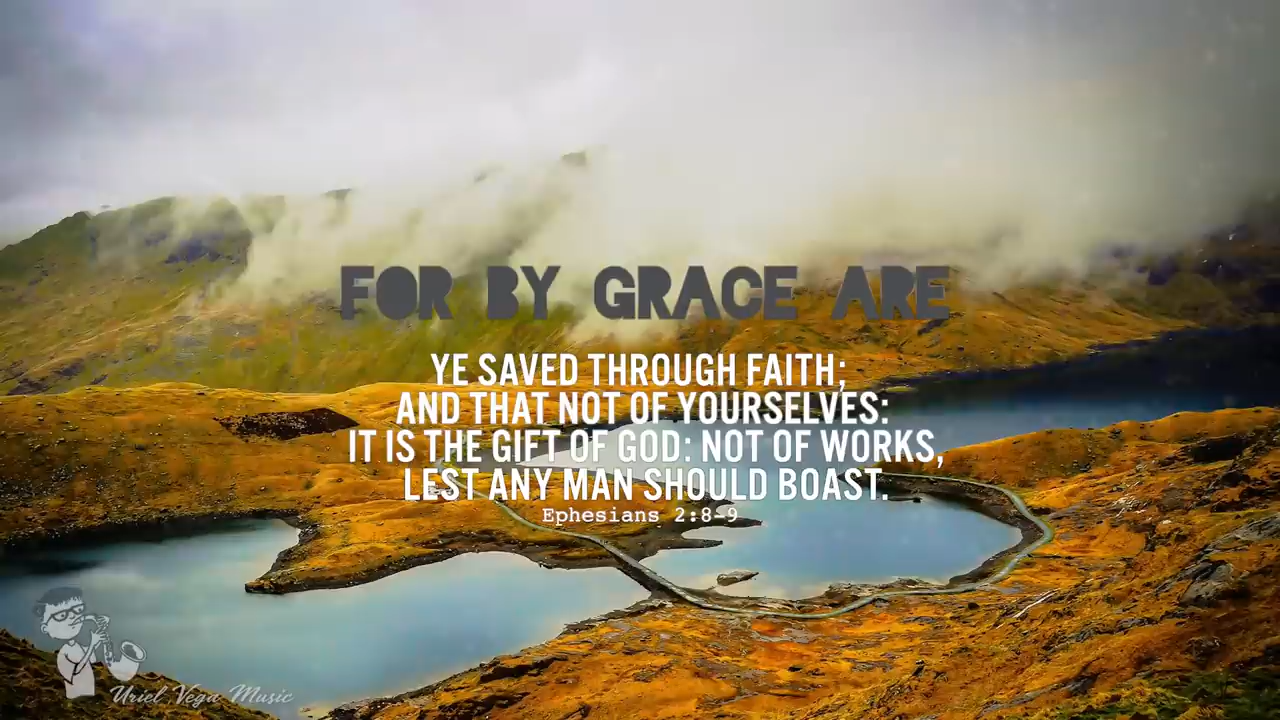 FOR BY GRACE ARE
YE SAVED THROUGH FAITH;
AND THAT NOT OF YOURSELVES:
IT IS THE GIFT OF GOD: NOT OF WORKS,
LEST ANY MAN SHOULD BOAST.
Ephesians 2:8-9
Uriel Vega Music